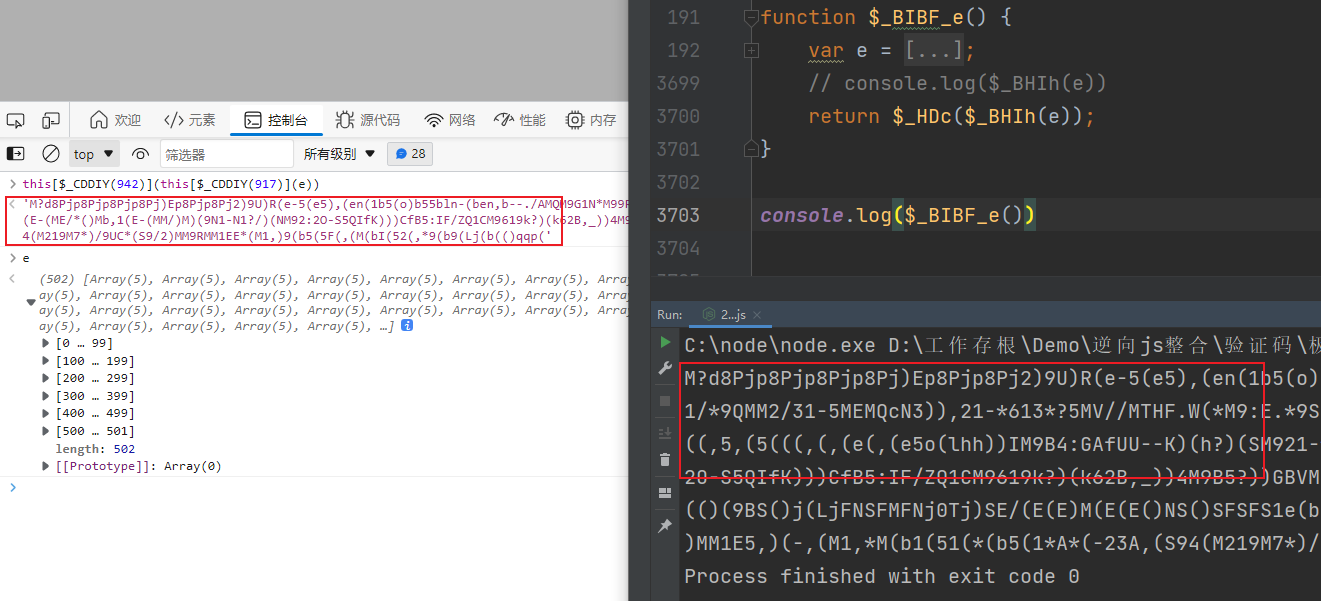 欢迎 元素 控制台 源代码 网络 性能 内存
top 筛选器 所有级别 28
this[$_CDDIY(942)](this[$_CDDIY(917)](e))
'M?d8Pjp8Pjp8Pjp8Pj)Ep8Pjp8Pj2)9U)R(e-5(e5),(en(1b5(o)b55bln-(ben,b--./AMQM9G1N*M99R
(E-(ME/*()Mb,1(E-(MM/)M)(9N1-N1?/)(NM92:2O-S5QIfK)))CfB5:IF/ZQ1CM9619k?)(k62B,_))4M9
4(M219M7*)/9UC*(S9/2)MM9RMM1EE*(M1,)9(b5(5F(,(M(bI(52(,*9(b9(Lj(b(()qqp('
e
(502) [Array(5), Array(5), Array(5), Array(5), Array(5), Array(5), Array(5), Arra
ay(5), Array(5), Array(5), Array(5), Array(5), Array(5), Array(5), Array(5), Arra
ay(5), Array(5), Array(5), Array(5), Array(5), Array(5), Array(5), Array(5), Arra
ay(5), Array(5), Array(5), Array(5), Array(5), …]
[0 … 99]
[100 … 199]
[200 … 299]
[300 … 399]
[400 … 499]
[500 … 501]
length: 502
[[Prototype]]: Array(0)
191 function $_BIBF_e() {
192 var e = [...];
3699 // console.log($_BHIh(e))
3700 return $_HDc($_BHIh(e));
3701 }
3702
3703 console.log($_BIBF_e())
3704
Run: 2...js
C:\node\node.exe D:\工作存根\Demo\逆向js整合\验证码\极
M?d8Pjp8Pjp8Pjp8Pj)Ep8Pjp8Pj2)9U)R(e-5(e5),(en(1b5(o)
1/*9QMM2/31-5MEMQcN3)),21-*613*?5MV//MTHF.W(*M9:E.*9S
((,5,(5(((,(,(e(,(e5o(lhh))IM9B4:GAfUU--K)(h?)(SM921-
2O-S5QIfK)))CfB5:IF/ZQ1CM9619k?)(k62B,_))4M9B5?))GBVM
(()(9BS()j(LjFNSFMFNj0Tj)SE/(E(E)M(E(E()NS()SFSFS1e(b
)MM1E5,)(-,(M1,*M(b1(51(*(b5(1*A*(-23A,(S94(M219M7*)/
Process finished with exit code 0